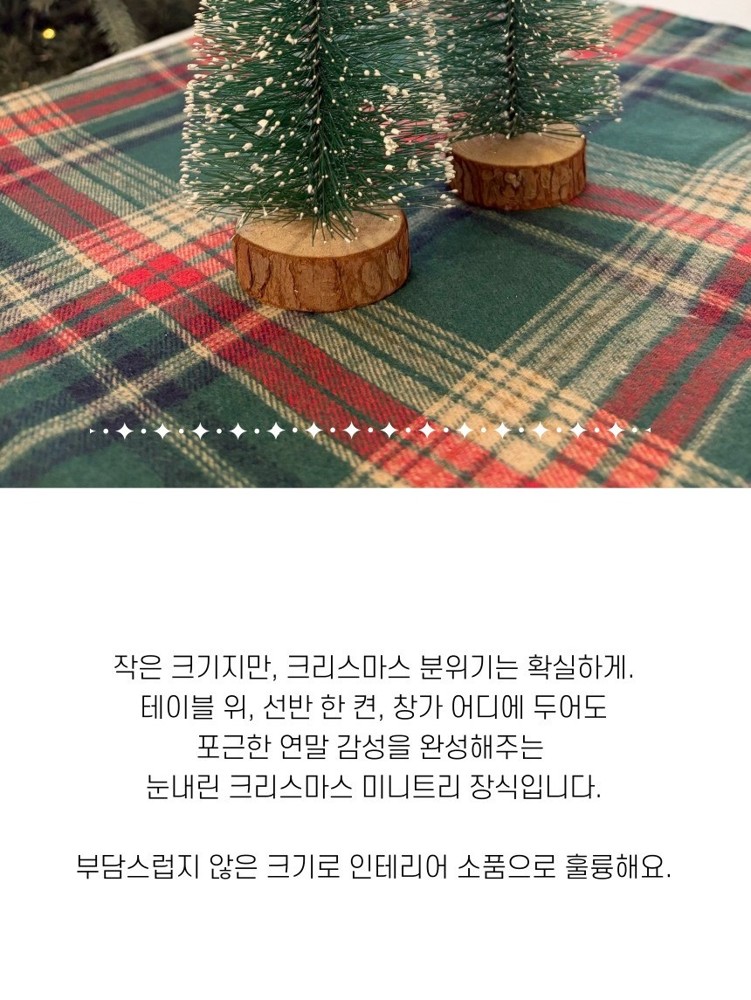 작은 크기지만, 크리스마스 분위기는 확실하게.
테이블 위, 선반 한 켠, 창가 어디에 두어도
포근한 연말 감성을 완성해주는
눈내린 크리스마스 미니트리 장식입니다.
부담스럽지 않은 크기로 인테리어 소품으로 훌륭해요.